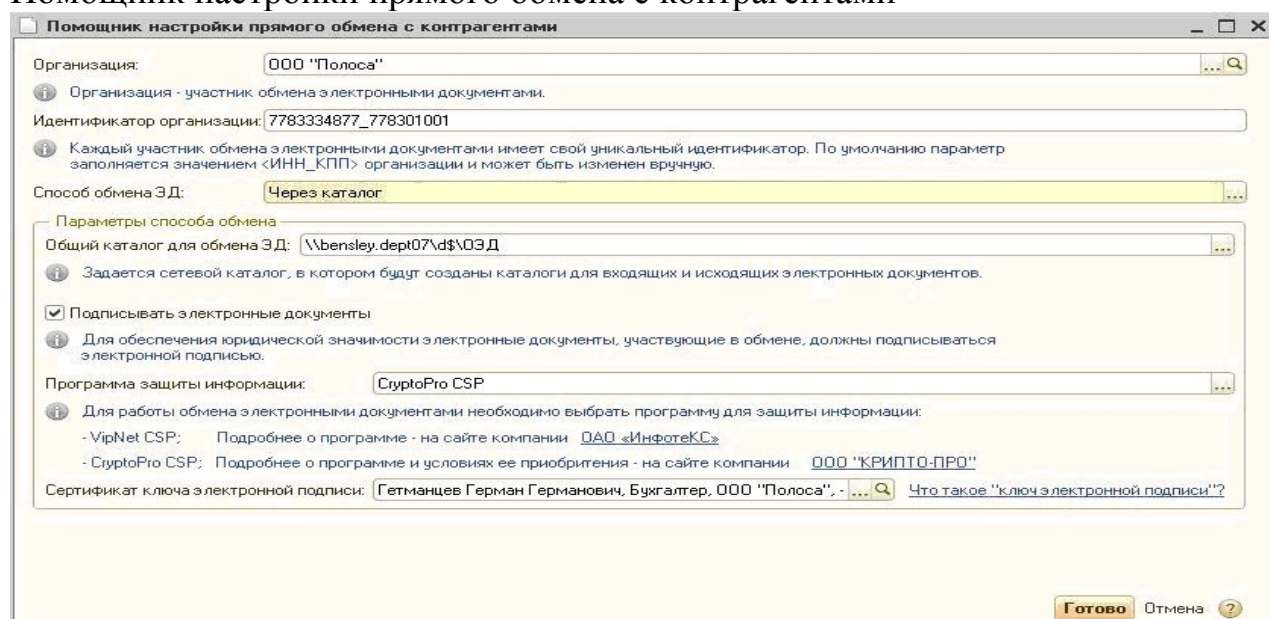 Помощник настройки прямого обмена с контрагентами
Помощник настройки прямого обмена с контрагентами
Организация: ООО "Полоса" ...
Организация - участник обмена электронными документами.
Идентификатор организации: 7783334877_778301001
Каждый участник обмена электронными документами имеет свой уникальный идентификатор. По умолчанию параметр
заполняется значением <ИНН_КПП> организации и может быть изменен вручную.
Способ обмена ЭД: Через каталог ...
Параметры способа обмена
Общий каталог для обмена ЭД: \\bensley.dept07\d$\ОЭД ...
Задается сетевой каталог, в котором будут созданы каталоги для входящих и исходящих электронных документов.
Подписывать электронные документы
Для обеспечения юридической значимости электронные документы, участвующие в обмене, должны подписываться
электронной подписью.
Программа защиты информации: CryptoPro CSP ...
Для работы обмена электронными документами необходимо выбрать программу для защиты информации:
- VipNet CSP; Подробнее о программе - на сайте компании ОАО «ИнфотеКС»
- CryptoPro CSP; Подробнее о программе и условиях ее приобритения - на сайте компании ООО "КРИПТО-ПРО"
Сертификат ключа электронной подписи: Гетманцев Герман Германович, Бухгалтер, ООО "Полоса", - ... Что такое "ключ электронной подписи"?
Готово Отмена ?